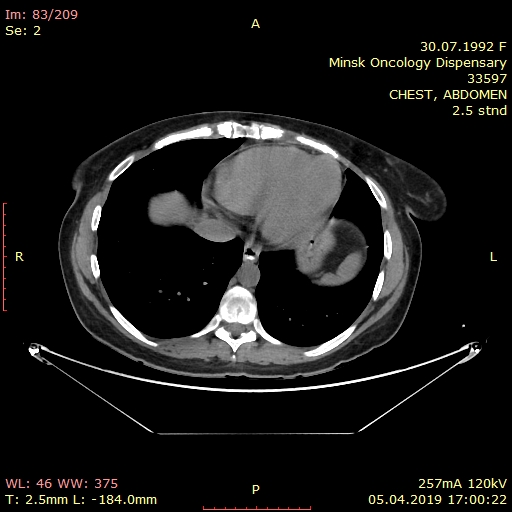 Im: 83/209
Se: 2
A
30.07.1992 F
Minsk Oncology Dispensary
33597
CHEST, ABDOMEN
2.5 stnd
R
L
WL: 46 WW: 375
T: 2.5mm L: -184.0mm
P
257mA 120kV
05.04.2019 17:00:22